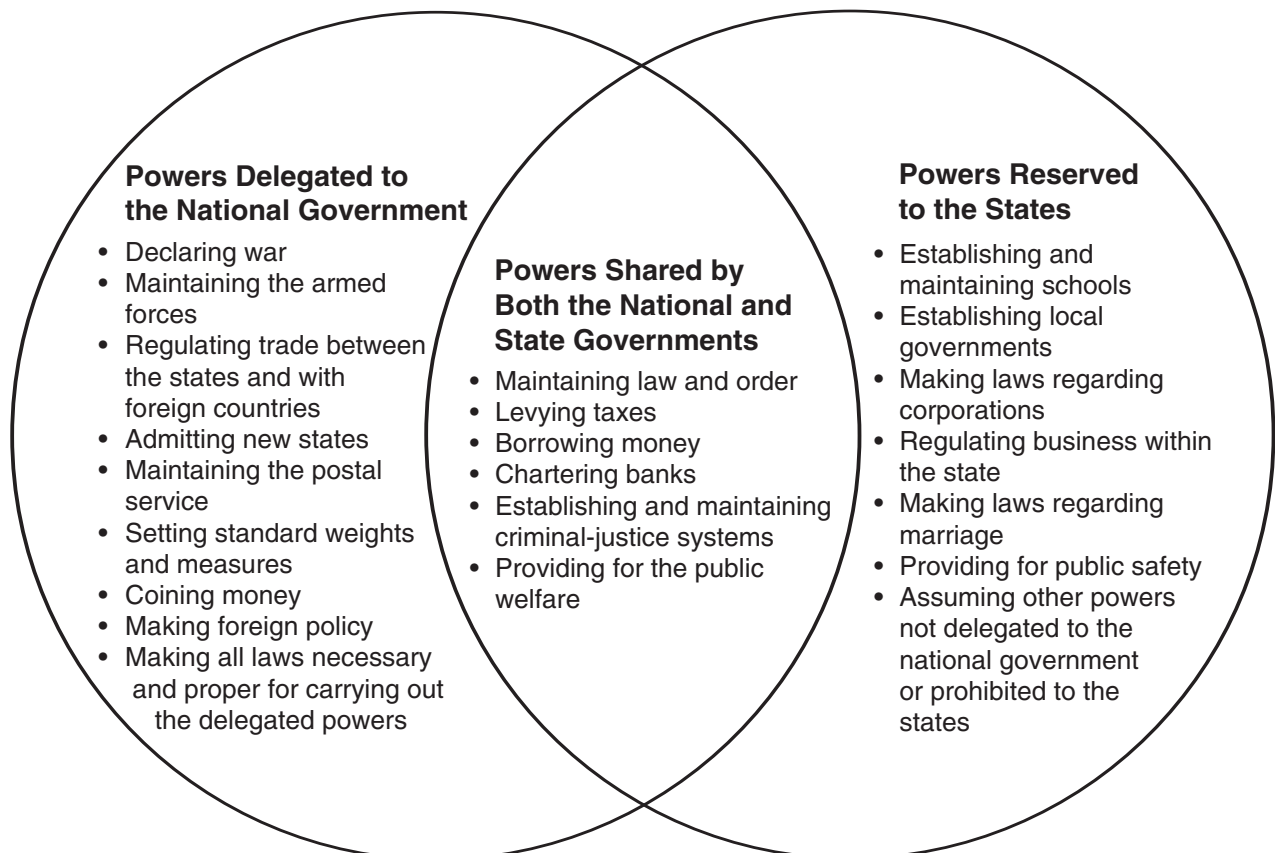 Powers Delegated to
the National Government
• Declaring war
• Maintaining the armed
forces
• Regulating trade between
the states and with
foreign countries
• Admitting new states
• Maintaining the postal
service
• Setting standard weights
and measures
• Coining money
• Making foreign policy
• Making all laws necessary
and proper for carrying out
the delegated powers
Powers Shared by
Both the National and
State Governments
• Maintaining law and order
• Levying taxes
• Borrowing money
• Chartering banks
• Establishing and maintaining
criminal-justice systems
• Providing for the public
welfare
Powers Reserved
to the States
• Establishing and
maintaining schools
• Establishing local
governments
• Making laws regarding
corporations
• Regulating business within
the state
• Making laws regarding
marriage
• Providing for public safety
• Assuming other powers
not delegated to the
national government
or prohibited to the
states